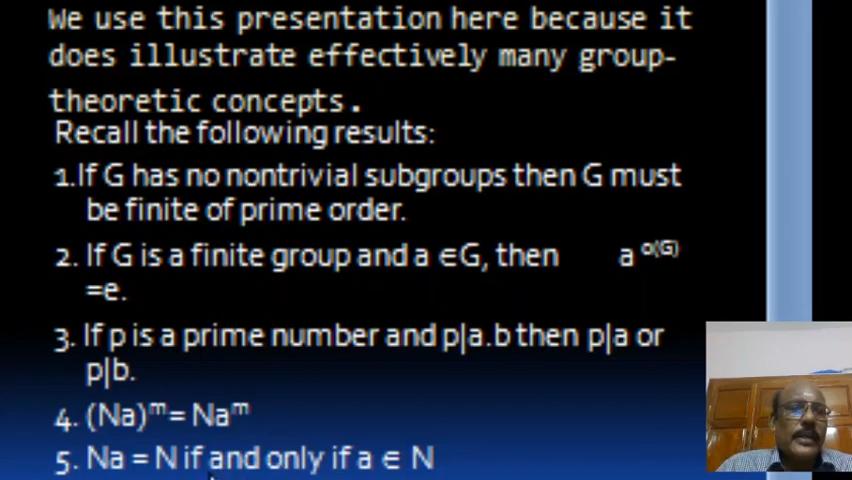 We use this presentation here because it
does illustrate effectively many group-
theoretic concepts.
Recall the following results:
1.If G has no nontrivial subgroups then G must
be finite of prime order.
2. If G is a finite group and a ∈G, then a ᵒ⁽ᴳ⁾
=e.
3. If p is a prime number and p|a.b then p|a or
p|b.
4. (Na)ᵐ= Naᵐ
5. Na = N if and only if a ∈ N